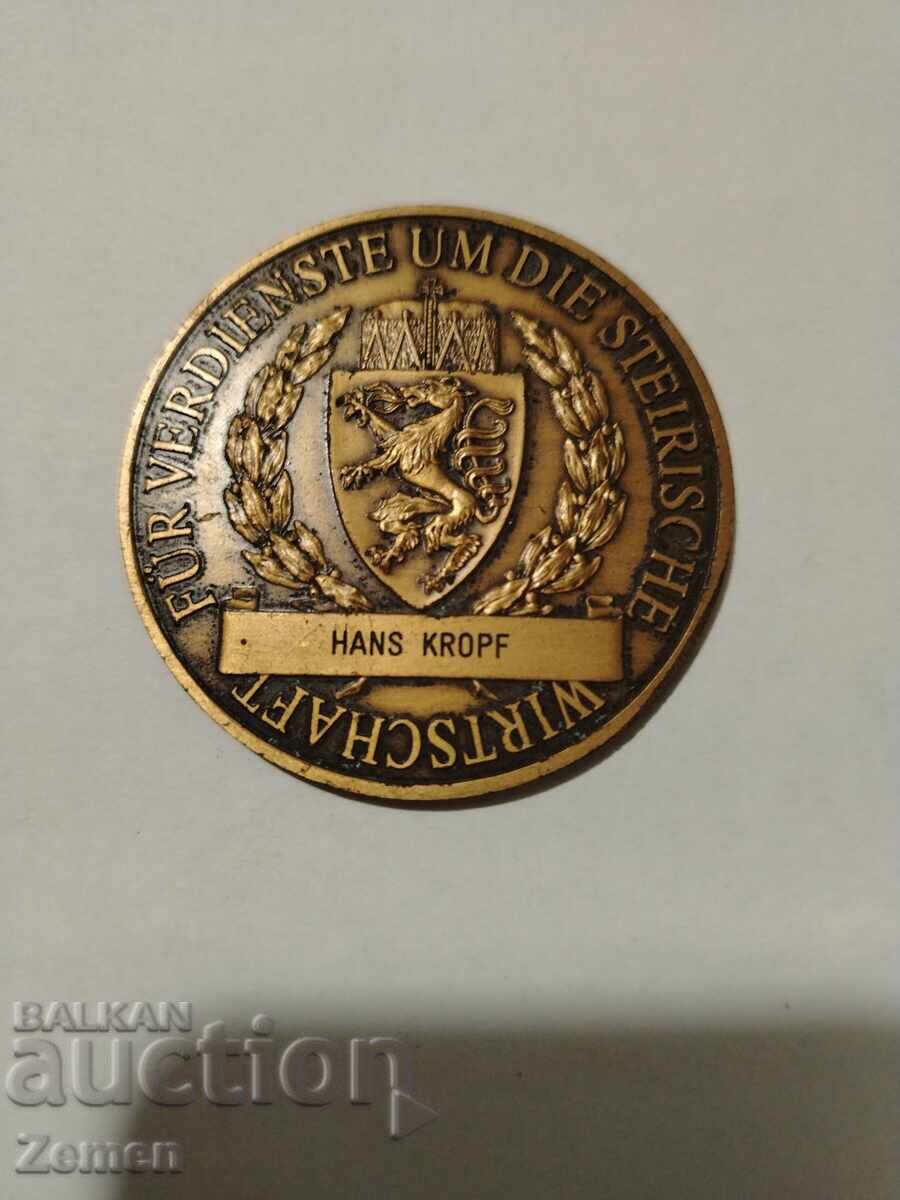 FÜR VERDIENSTE UM DIE STEIRISCHE
WIRTSCHAFT
HANS KROPF
BALKAN
auction
Zemen